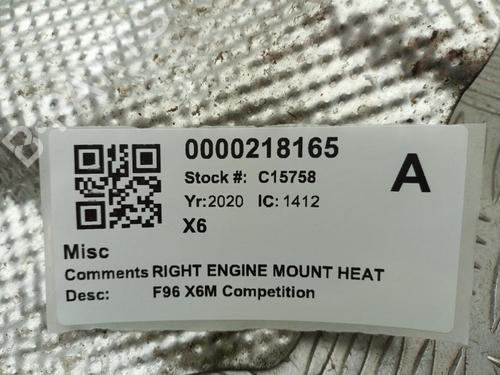 0000218165
Stock #: C15758
A
Yr:2020 IC:1412
X6
Misc
Comments RIGHT ENGINE MOUNT HEAT
Desc: F96 X6M Competition